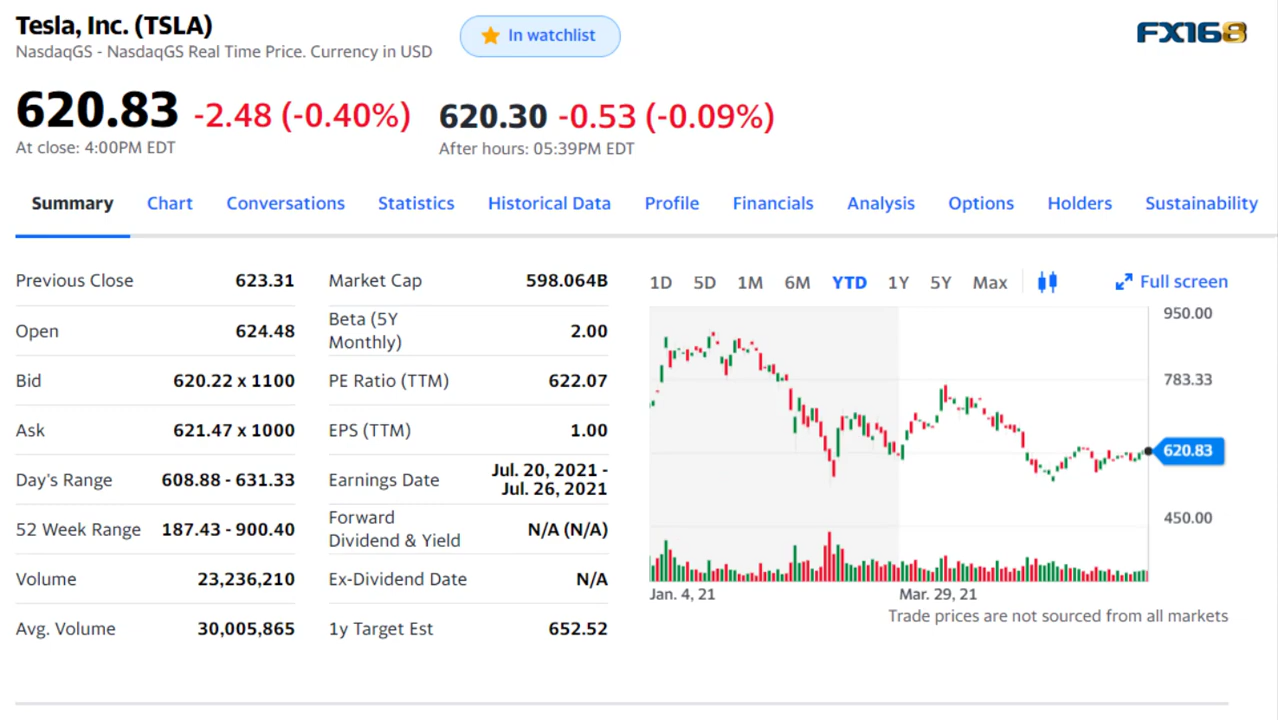 Tesla, Inc. (TSLA)
NasdaqGS - NasdaqGS Real Time Price. Currency in USD
In watchlist
FX168
620.83 -2.48 (-0.40%)
At close: 4:00PM EDT
620.30 -0.53 (-0.09%)
After hours: 05:39PM EDT
Summary Chart Conversations Statistics Historical Data Profile Financials Analysis Options Holders Sustainability
Previous Close 623.31
Open 624.48
Bid 620.22 x 1100
Ask 621.47 x 1000
Day's Range 608.88 - 631.33
52 Week Range 187.43 - 900.40
Volume 23,236,210
Avg. Volume 30,005,865
Market Cap 598.064B
Beta (5Y
Monthly) 2.00
PE Ratio (TTM) 622.07
EPS (TTM) 1.00
Earnings Date Jul. 20, 2021 -
Jul. 26, 2021
Forward
Dividend & Yield N/A (N/A)
Ex-Dividend Date N/A
1y Target Est 652.52
1D 5D 1M 6M YTD 1Y 5Y Max Full screen
950.00
783.33
620.83
450.00
Jan. 4, 21 Mar. 29, 21
Trade prices are not sourced from all markets